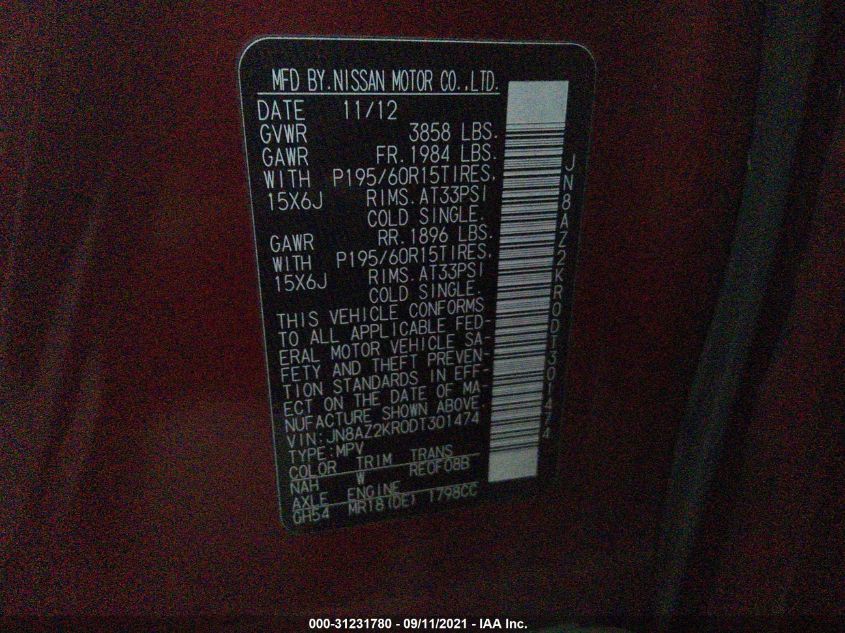 MFD BY.NISSAN MOTOR CO.,LTD.
DATE 11/12
GVWR 3858 LBS.
GAWR FR. 1984 LBS.
WITH P195/60R15TIRES,
15X6J RIMS.AT33PSI
COLD SINGLE.
GAWR RR. 1896 LBS.
WITH P195/60R15TIRES,
15X6J RIMS.AT33PSI
COLD SINGLE.
THIS VEHICLE CONFORMS
TO ALL APPLICABLE FED-
ERAL MOTOR VEHICLE SA-
FETY AND THEFT PREVEN-
TION STANDARDS IN EFF-
ECT ON THE DATE OF MA-
NUFACTURE SHOWN ABOVE
VIN:JN8AZ2KR0DT301474
TYPE:MPV
COLOR TRIM TRANS
NAH W RE0F08B
AXLE ENGINE
GH54 MR18(DE) 1798CC
JN8AZ2KR0DT301474
000-31231780 - 09/11/2021 - IAA Inc.